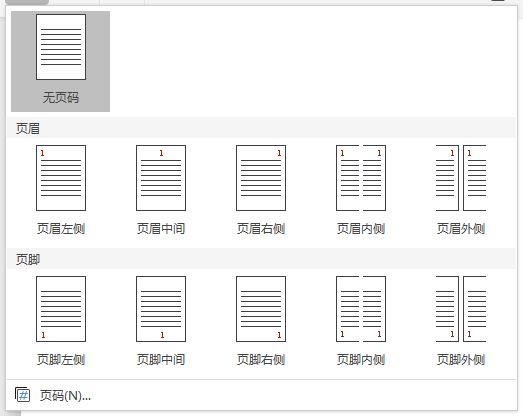 无页码
页眉
1 1 1 1 1 1 1
页眉左侧 页眉中间 页眉右侧 页眉内侧 页眉外侧
页脚
1 1 1 1 1 1 1
页脚左侧 页脚中间 页脚右侧 页脚内侧 页脚外侧
# 页码(N)...